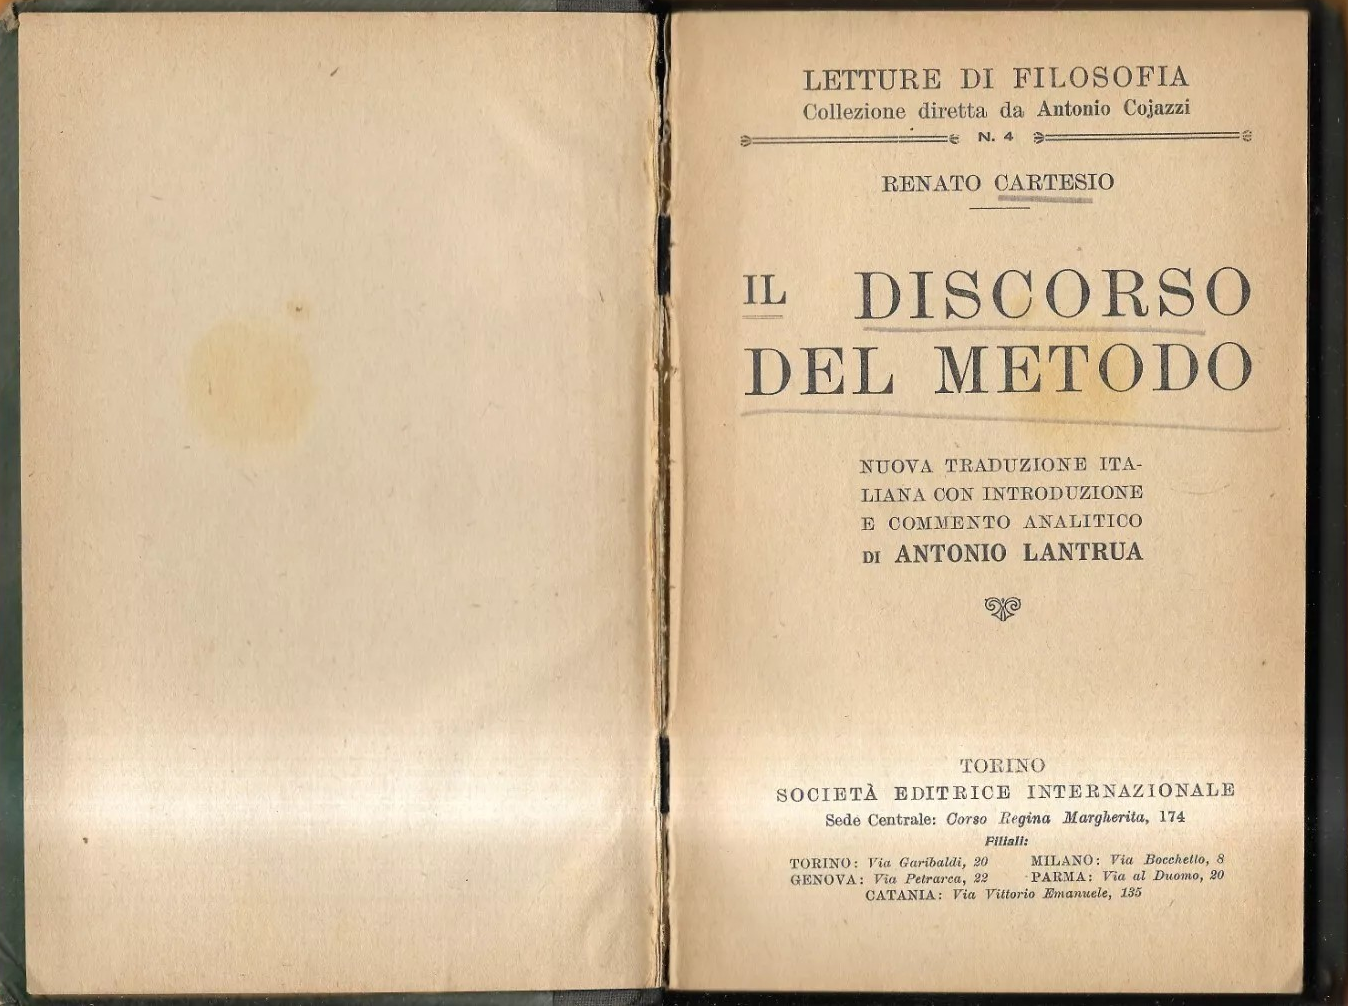 LETTURE DI FILOSOFIA
Collezione diretta da Antonio Cojazzi
N. 4
RENATO CARTESIO
IL DISCORSO
DEL METODO
NUOVA TRADUZIONE ITA-
LIANA CON INTRODUZIONE
E COMMENTO ANALITICO
DI ANTONIO LANTRUA
TORINO
SOCIETÀ EDITRICE INTERNAZIONALE
Sede Centrale: Corso Regina Margherita, 174
Filiali:
TORINO: Via Garibaldi, 20 MILANO: Via Bocchetto, 8
GENOVA: Via Petrarca, 22 PARMA: Via al Duomo, 20
CATANIA: Via Vittorio Emanuele, 135